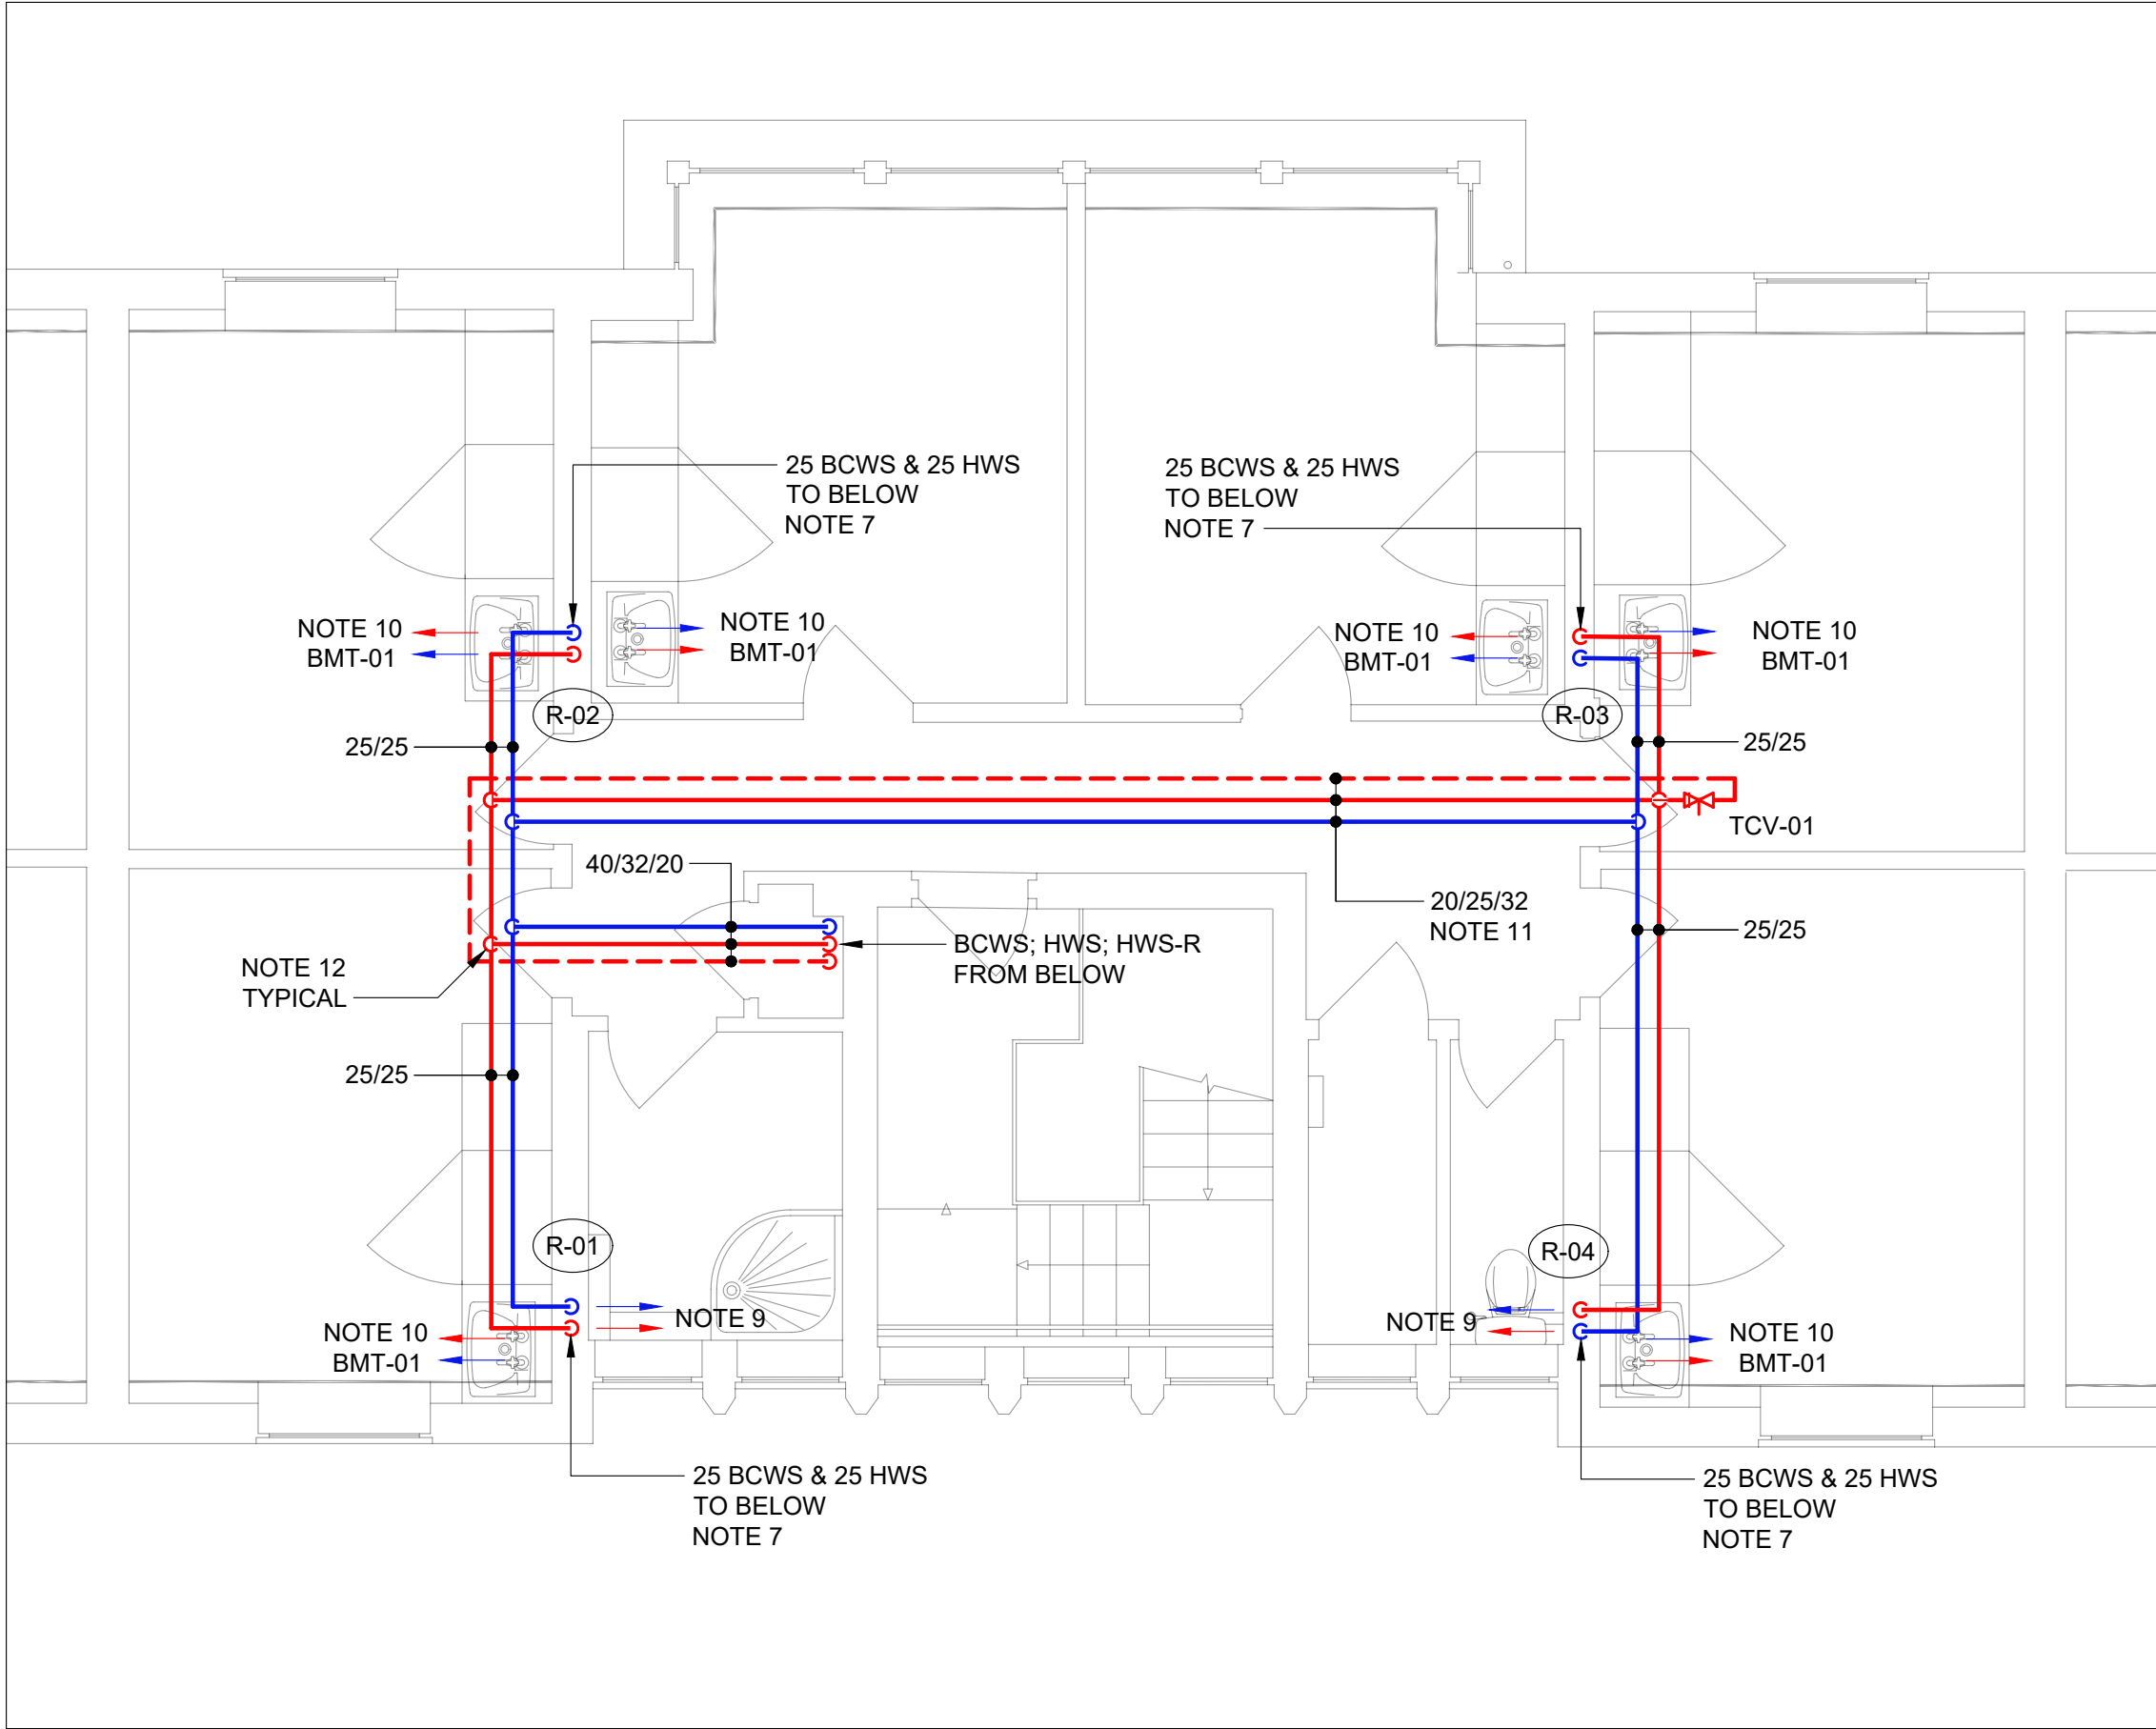 25 BCWS & 25 HWS
TO BELOW
NOTE 7
25 BCWS & 25 HWS
TO BELOW
NOTE 7
NOTE 10
BMT-01
NOTE 10
BMT-01
NOTE 10
BMT-01
NOTE 10
BMT-01
R-02
R-03
25/25
25/25
TCV-01
40/32/20
20/25/32
NOTE 11
25/25
BCWS; HWS; HWS-R
FROM BELOW
NOTE 12
TYPICAL
25/25
R-01
R-04
NOTE 9
NOTE 9
NOTE 10
BMT-01
NOTE 10
BMT-01
25 BCWS & 25 HWS
TO BELOW
NOTE 7
25 BCWS & 25 HWS
TO BELOW
NOTE 7